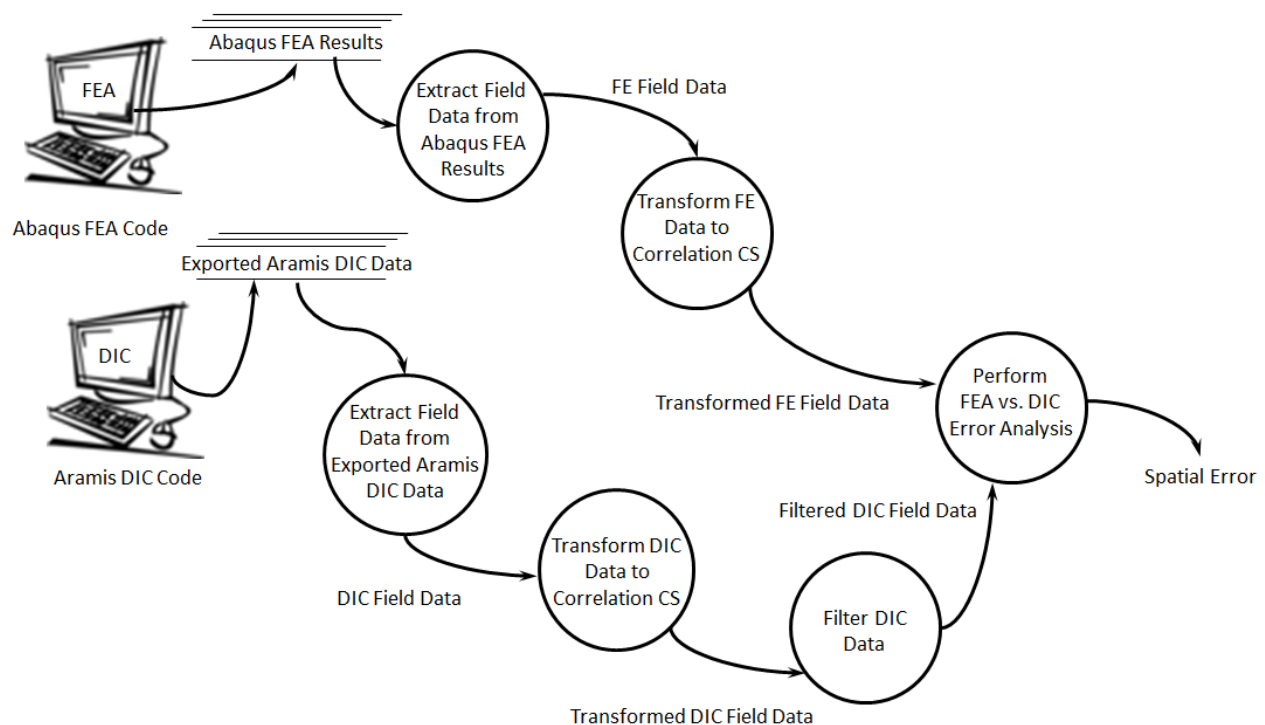 Abaqus FEA Results
FEA
Extract Field
Data from
Abaqus FEA
Results
FE Field Data
Transform FE
Data to
Correlation CS
Abaqus FEA Code
Exported Aramis DIC Data
DIC
Aramis DIC Code
Extract Field
Data from
Exported Aramis
DIC Data
Transformed FE Field Data
Perform
FEA vs. DIC
Error Analysis
Spatial Error
Filtered DIC Field Data
Transform DIC
Data to
Correlation CS
DIC Field Data
Filter DIC
Data
Transformed DIC Field Data